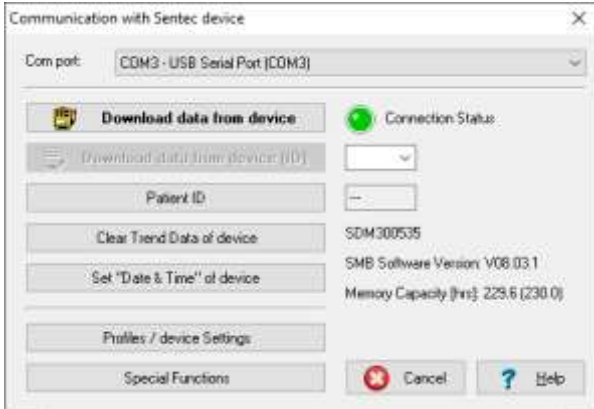 Communication with Sentec device
Com port: COM3 - USB Serial Port (COM3)
Download data from device
Connection Status
Download data from device (ID)
Patient ID
---
Clear Trend Data of device
SDM300535
SMB Software Version: V08.03.1
Set "Date & Time" of device
Memory Capacity [hrs]: 229.6 (230.0)
Profiles / device Settings
Special Functions
Cancel
Help